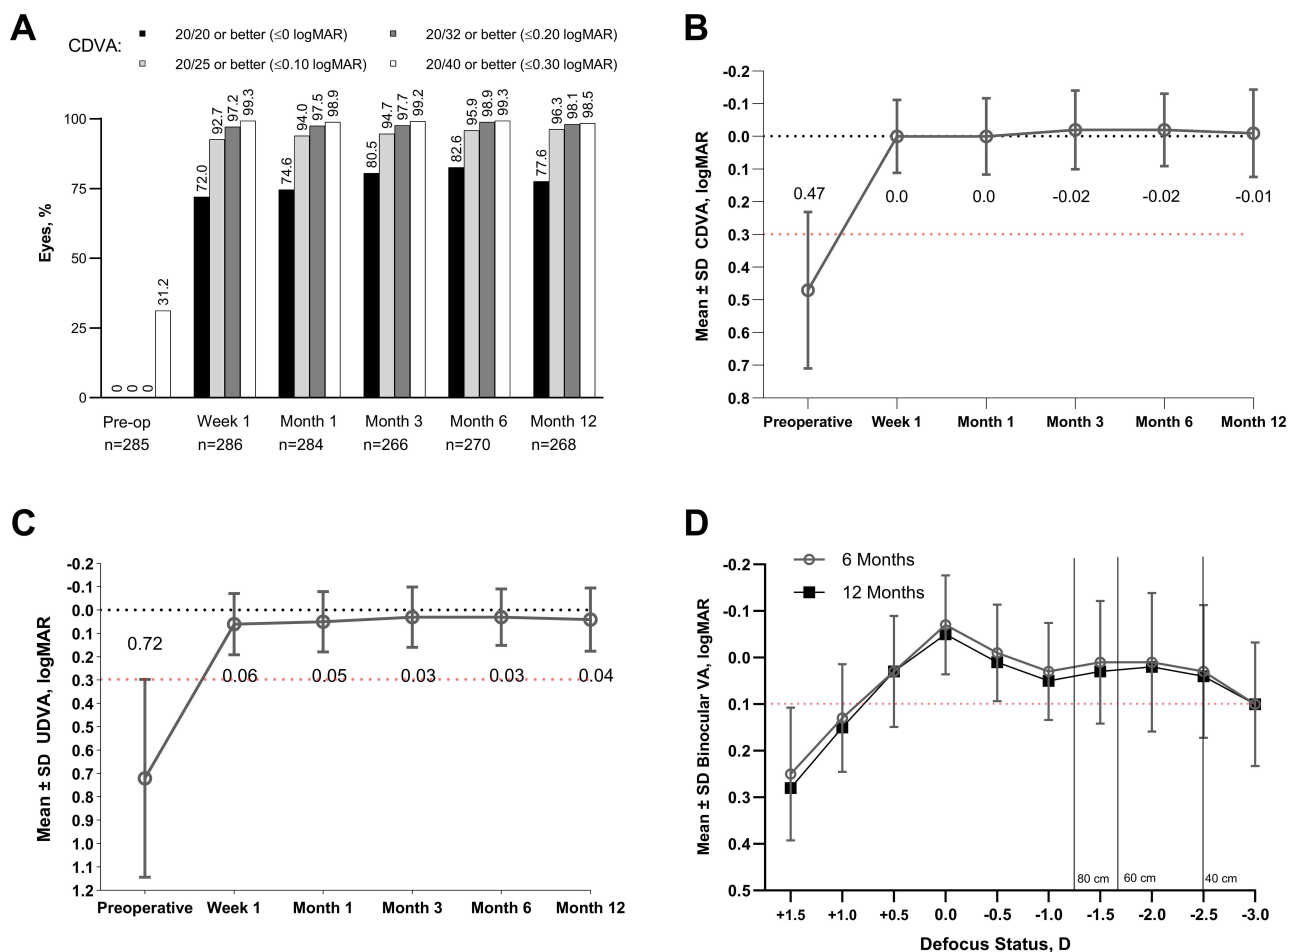 A
CDVA:
20/20 or better (≤0 logMAR)
20/32 or better (≤0.20 logMAR)
20/25 or better (≤0.10 logMAR)
20/40 or better (≤0.30 logMAR)
Eyes, %
100
75
50
25
0
0 0 0 31.2
72.0 92.7 97.2 99.3
74.6 94.0 97.5 98.9
80.5 94.7 97.7 99.2
82.6 95.9 98.9 99.3
77.6 96.3 98.1 98.5
Pre-op Week 1 Month 1 Month 3 Month 6 Month 12
n=285 n=286 n=284 n=266 n=270 n=268
B
Mean ± SD CDVA, logMAR
-0.2
-0.1
0.0
0.1
0.2
0.3
0.4
0.5
0.6
0.7
0.8
0.47 0.0 0.0 -0.02 -0.02 -0.01
Preoperative Week 1 Month 1 Month 3 Month 6 Month 12
C
Mean ± SD UDVA, logMAR
-0.2
-0.1
0.0
0.1
0.2
0.3
0.4
0.5
0.6
0.7
0.8
0.9
1.0
1.1
1.2
0.72 0.06 0.05 0.03 0.03 0.04
Preoperative Week 1 Month 1 Month 3 Month 6 Month 12
D
6 Months
12 Months
Mean ± SD Binocular VA, logMAR
-0.2
-0.1
0.0
0.1
0.2
0.3
0.4
0.5
80 cm 60 cm 40 cm
+1.5 +1.0 +0.5 0.0 -0.5 -1.0 -1.5 -2.0 -2.5 -3.0
Defocus Status, D